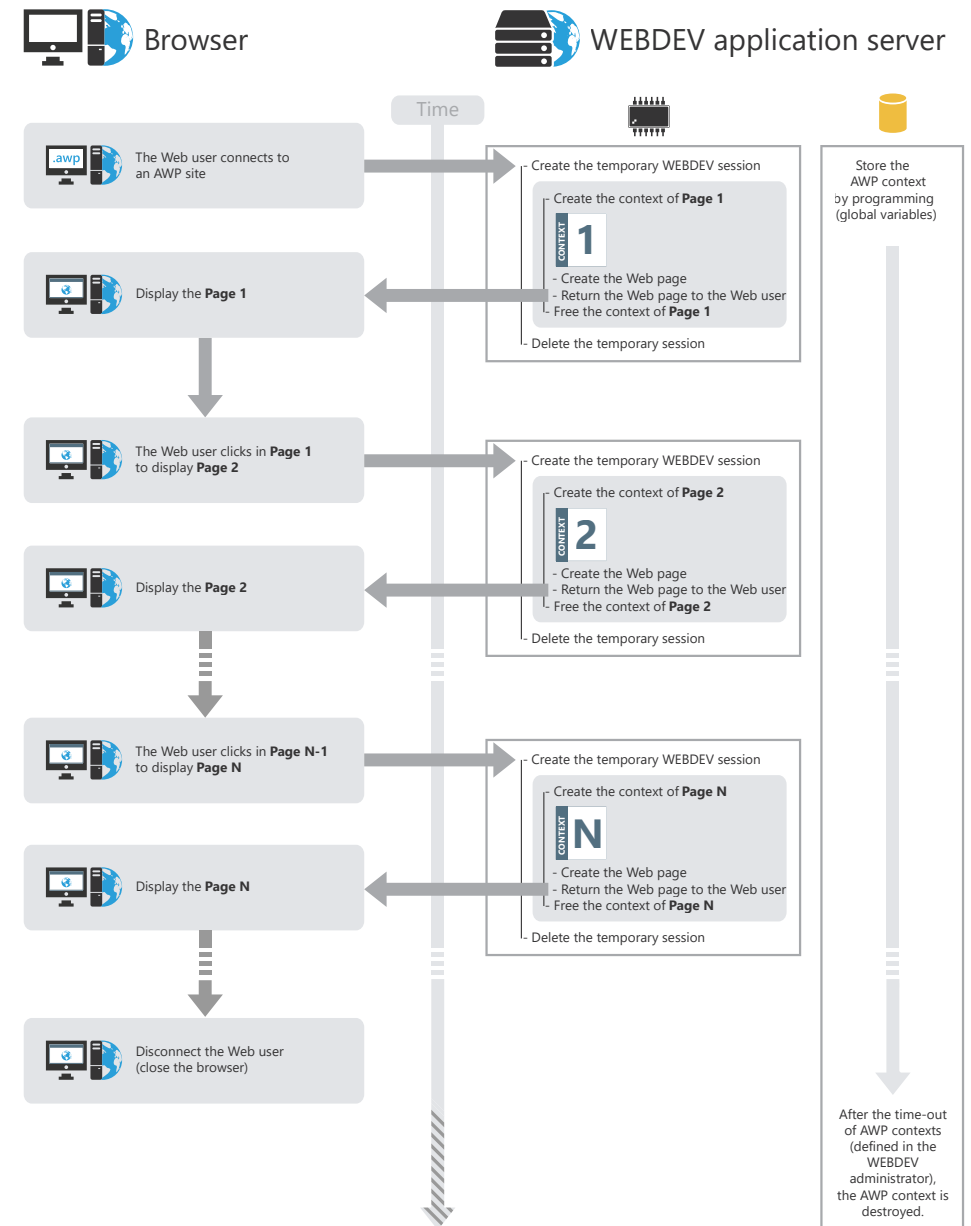 Browser
WEBDEV application server
Time
.awp
The Web user connects to
an AWP site
- Create the temporary WEBDEV session
- Create the context of Page 1
CONTEXT
1
- Create the Web page
- Return the Web page to the Web user
- Free the context of Page 1
- Delete the temporary session
Store the
AWP context
by programming
(global variables)
Display the Page 1
The Web user clicks in Page 1
to display Page 2
- Create the temporary WEBDEV session
- Create the context of Page 2
CONTEXT
2
- Create the Web page
- Return the Web page to the Web user
- Free the context of Page 2
- Delete the temporary session
Display the Page 2
The Web user clicks in Page N-1
to display Page N
- Create the temporary WEBDEV session
- Create the context of Page N
CONTEXT
N
- Create the Web page
- Return the Web page to the Web user
- Free the context of Page N
- Delete the temporary session
Display the Page N
Disconnect the Web user
(close the browser)
After the time-out
of AWP contexts
(defined in the
WEBDEV
administrator),
the AWP context is
destroyed.